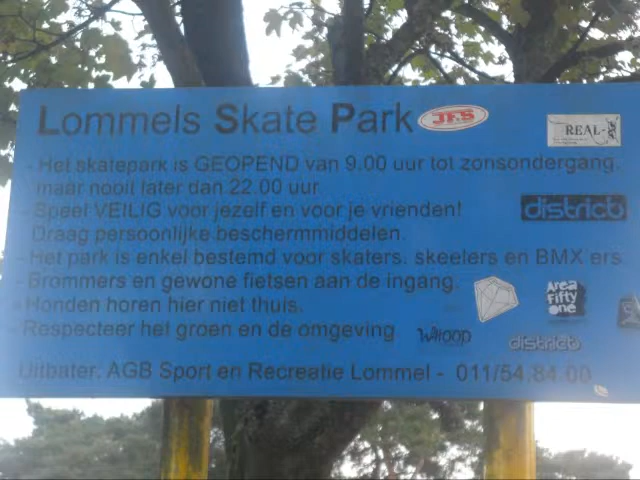 Lommels Skate Park
JES
REAL-X
- Het skatepark is GEOPEND van 9.00 uur tot zonsondergang.
maar nooit later dan 22.00 uur.
- Speel VEILIG voor jezelf en voor je vrienden!
Draag persoonlijke beschermmiddelen.
district
- Het park is enkel bestemd voor skaters, skeelers en BMX'ers
- Brommers en gewone fietsen aan de ingang.
- Honden horen hier niet thuis.
Area
Fifty
one
- Respecteer het groen en de omgeving
Whoop
district
Uitbater: AGB Sport en Recreatie Lommel - 011/54.84.00